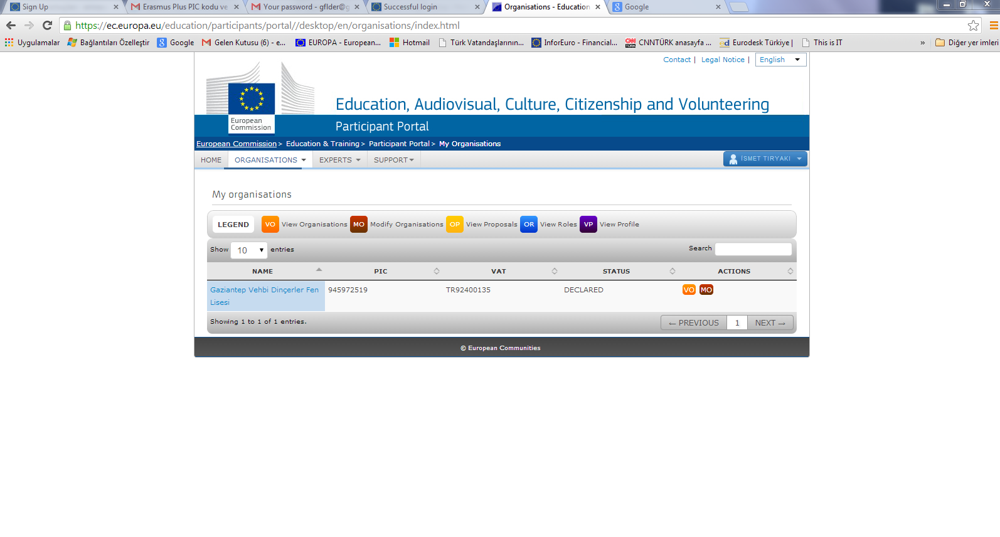 Sign Up
Erasmus Plus PIC kodu ve
Your password - gflder@g
Successful login
Organisations - Education
Google
https://ec.europa.eu/education/participants/portal//desktop/en/organisations/index.html
Uygulamalar
Bağlantıları Özelleştir
Google
Gelen Kutusu (6) - e...
EUROPA - European...
Hotmail
Türk Vatandaşlarının...
InforEuro - Financial...
CNN TÜRK
CNNTÜRK anasayfa ...
ed
Eurodesk Türkiye |
This is IT
»
Diğer yer imleri
Contact | Legal Notice |
English
European
Commission
Education, Audiovisual, Culture, Citizenship and Volunteering
Participant Portal
European Commission > Education & Training > Participant Portal > My Organisations
HOME
ORGANISATIONS
EXPERTS
SUPPORT
İSMET TIRYAKI
My organisations
LEGEND
VO View Organisations
MO Modify Organisations
OP View Proposals
OR View Roles
VP View Profile
Show 10 entries
Search
NAME PIC VAT STATUS ACTIONS
Gaziantep Vehbi Dinçerler Fen
Lisesi
945972519
TR92400135
DECLARED
VO MO
Showing 1 to 1 of 1 entries.
← PREVIOUS 1 NEXT →
© European Communities